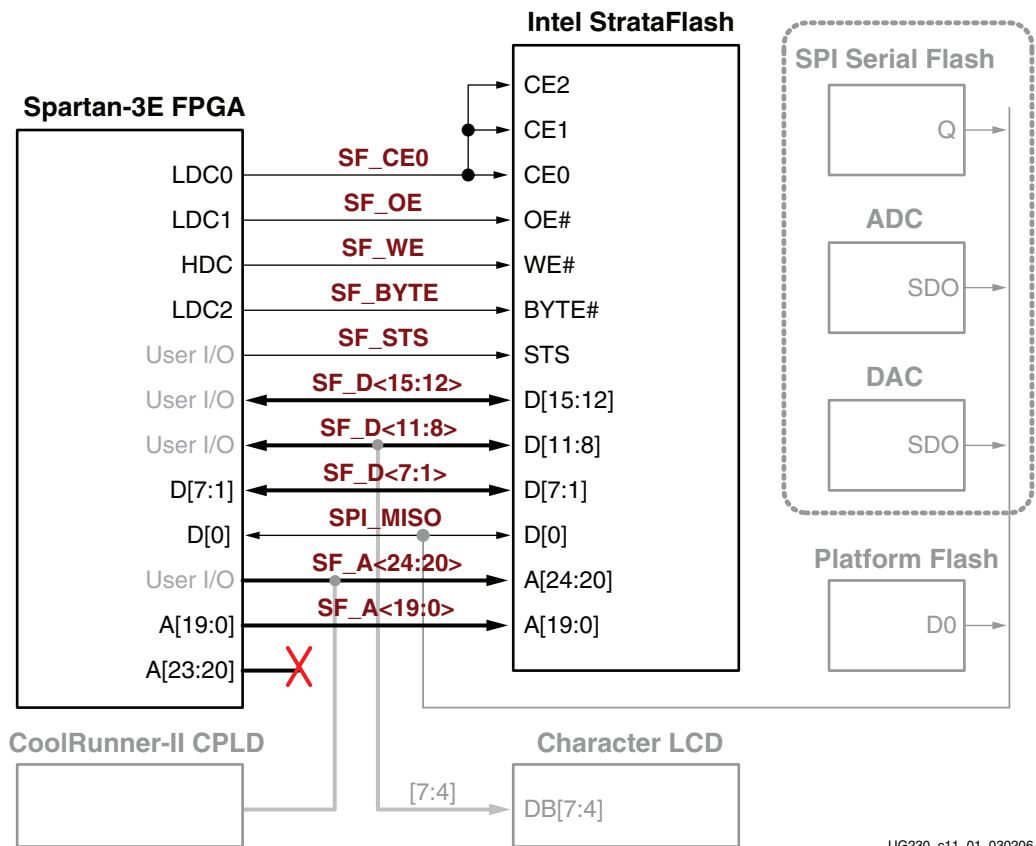 Intel StrataFlash
SPI Serial Flash
Spartan-3E FPGA
CE2
CE1
Q
LDC0 SF_CE0 CE0
LDC1 SF_OE OE#
ADC
HDC SF_WE WE#
SDO
LDC2 SF_BYTE BYTE#
User I/O SF_STS STS
DAC
User I/O SF_D<15:12> D[15:12]
User I/O SF_D<11:8> D[11:8]
SDO
D[7:1] SF_D<7:1> D[7:1]
D[0] SPI_MISO D[0]
Platform Flash
User I/O SF_A<24:20> A[24:20]
A[19:0] SF_A<19:0> A[19:0]
D0
A[23:20]
CoolRunner-II CPLD
Character LCD
[7:4]
DB[7:4]
UG230_c11_01_030206